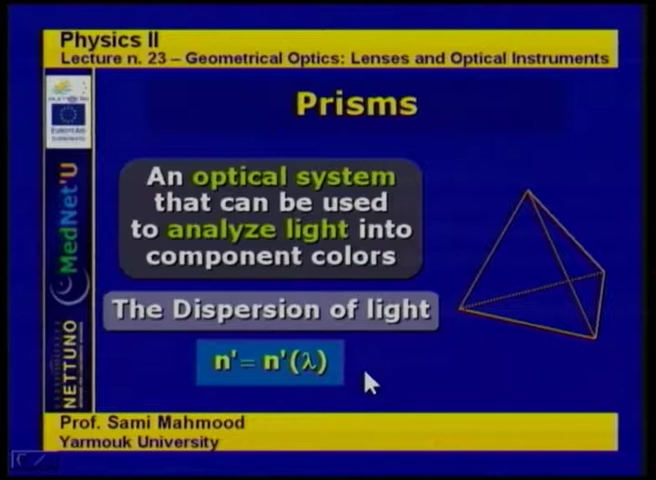 Physics II
Lecture n. 23 – Geometrical Optics: Lenses and Optical Instruments
Prisms
An optical system
that can be used
to analyze light into
component colors
The Dispersion of light
n'= n'(λ)
MedNet'U
NETTUNO
Prof. Sami Mahmood
Yarmouk University